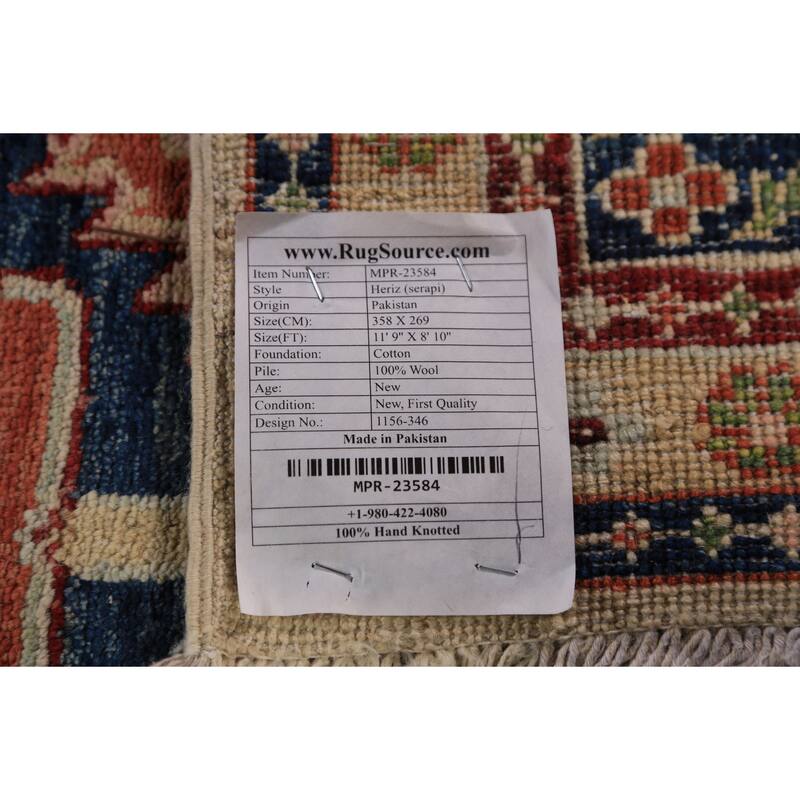 www.RugSource.com
Item Number: MPR-23584
Style Heriz (serapi)
Origin Pakistan
Size(CM): 358 X 269
Size(FT): 11' 9" X 8' 10"
Foundation: Cotton
Pile: 100% Wool
Age: New
Condition: New, First Quality
Design No.: 1156-346
Made in Pakistan
MPR-23584
+1-980-422-4080
100% Hand Knotted